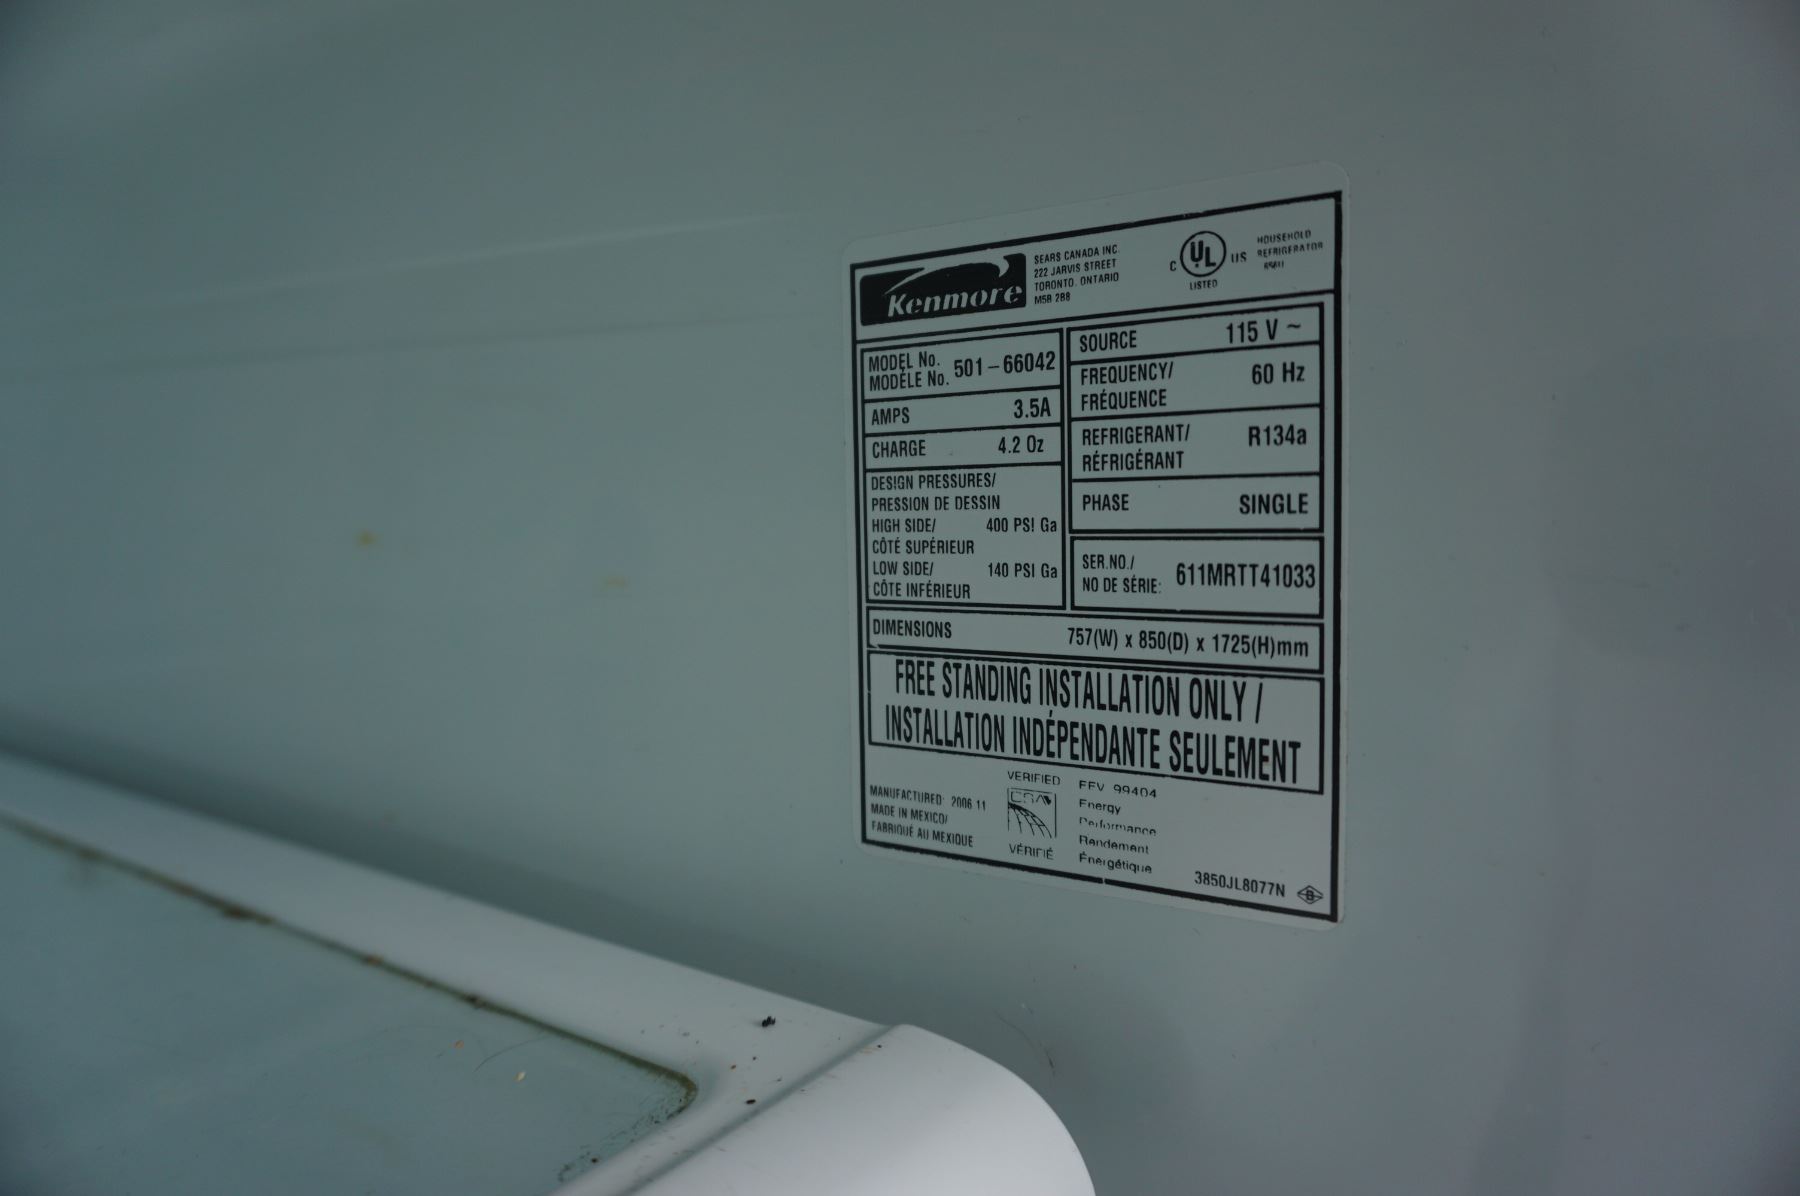 Kenmore
SEARS CANADA INC.
222 JARVIS STREET
TORONTO. ONTARIO
M5B 2B8
C UL US
LISTED
HOUSEHOLD
REFRIGERATOR
MODEL No.
MODÈLE No. 501-66042
AMPS 3.5A
CHARGE 4.2 Oz
DESIGN PRESSURES/
PRESSION DE DESSIN
HIGH SIDE/ 400 PSI Ga
CÔTÉ SUPÉRIEUR
LOW SIDE/ 140 PSI Ga
CÔTE INFÉRIEUR
SOURCE 115 V ~
FREQUENCY/ 60 Hz
FRÉQUENCE
REFRIGERANT/ R134a
RÉFRIGÉRANT
PHASE SINGLE
SER.NO./
NO DE SÉRIE: 611MRTT41033
DIMENSIONS 757(W) x 850(D) x 1725(H)mm
FREE STANDING INSTALLATION ONLY /
INSTALLATION INDÉPENDANTE SEULEMENT
MANUFACTURED: 2006.11
MADE IN MEXICO/
FABRIQUÉ AU MEXIQUE
VERIFIED
CSA
VÉRIFIÉ
EEV 99404
Energy
Performance
Rendement
Énergétique
3850JL8077N
B